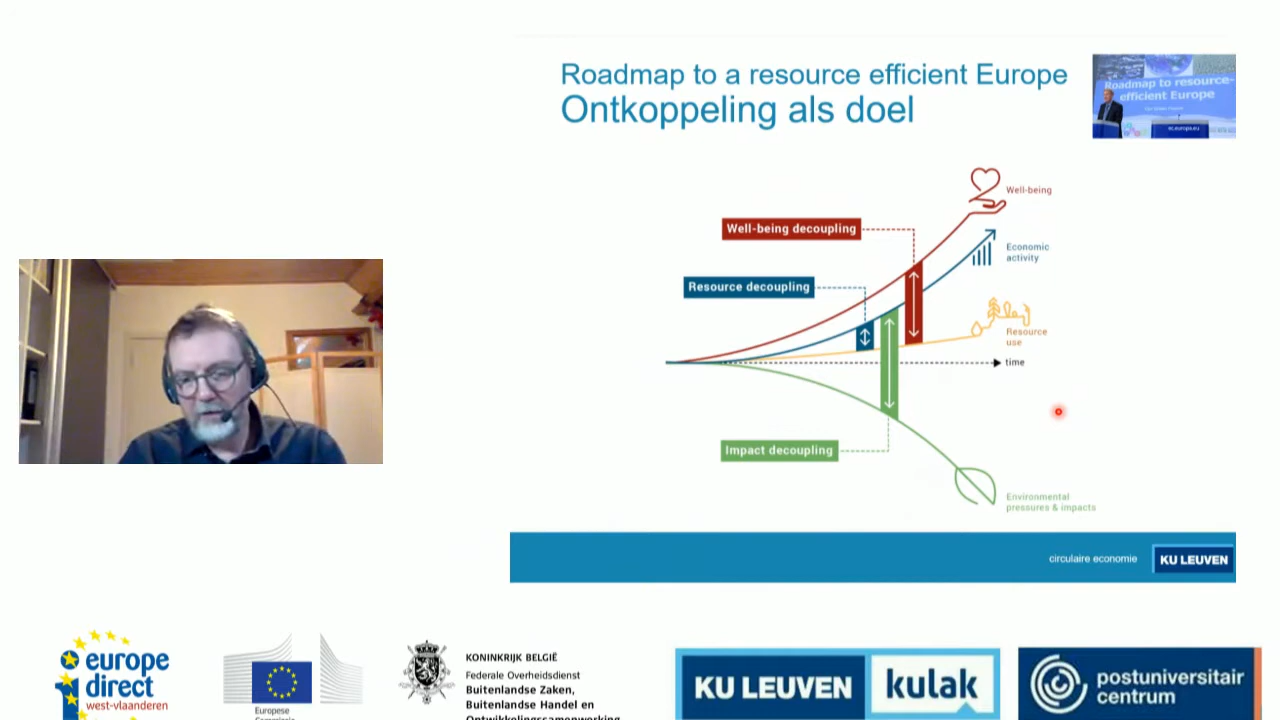 Roadmap to a resource efficient Europe
Ontkoppeling als doel
Roadmap to resource-
efficient Europe
ec.europa.eu
Well-being
Well-being decoupling
Economic
activity
Resource decoupling
Resource
use
time
Impact decoupling
Environmental
pressures & impacts
circulaire economie
KU LEUVEN
europe
direct
west-vlaanderen
Europese
Commissie
KONINKRIJK BELGIË
Federale Overheidsdienst
Buitenlandse Zaken,
Buitenlandse Handel en
Ontwikkelingssamenwerking
KU LEUVEN
kulak
postuniversitair
centrum